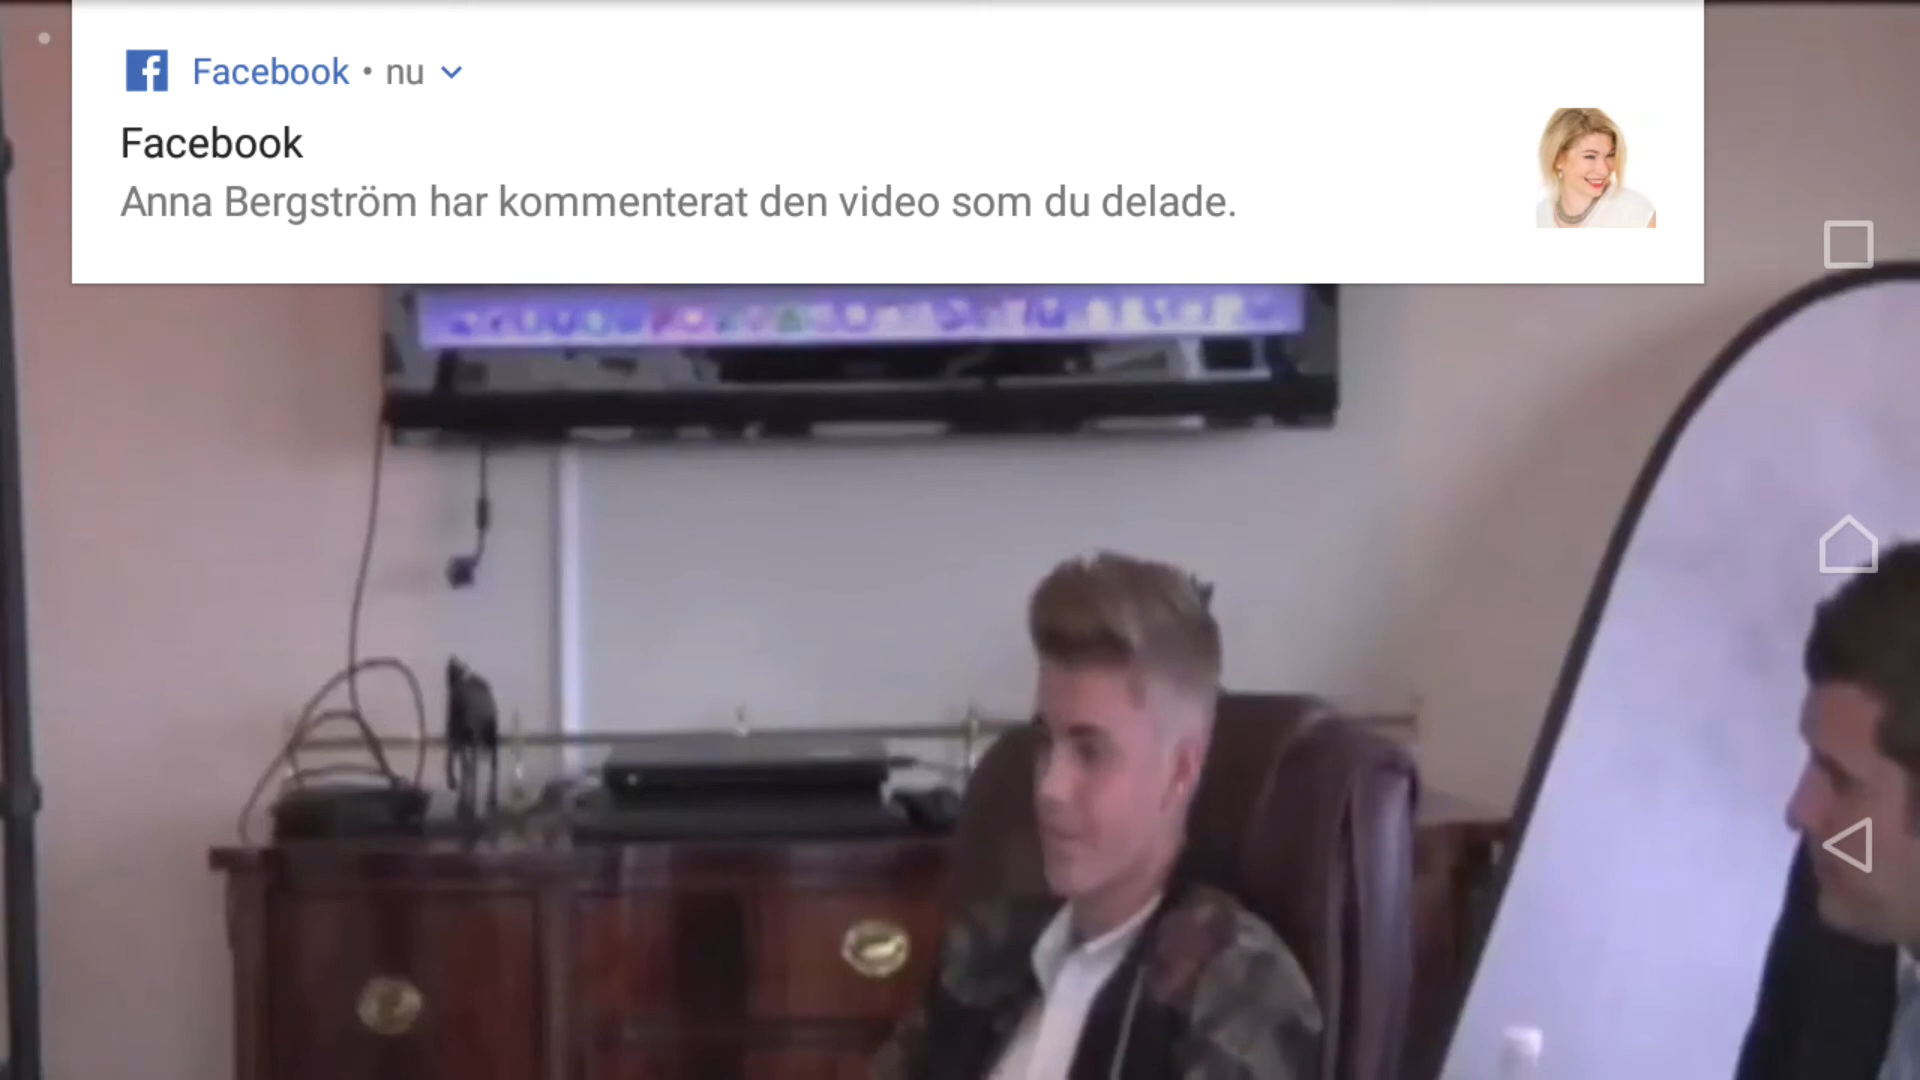 Facebook • nu
Facebook
Anna Bergström har kommenterat den video som du delade.